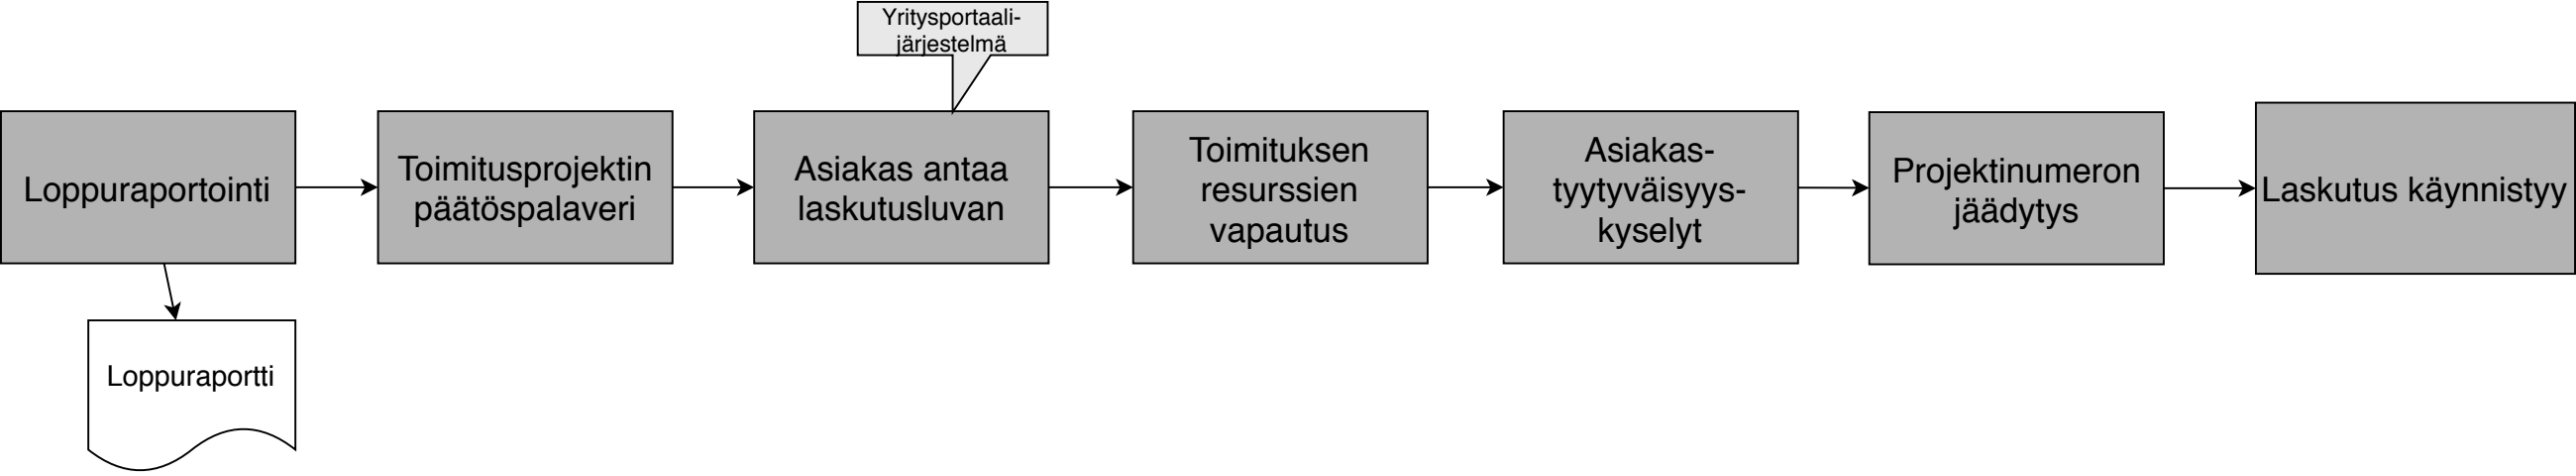 Yritysportaali-
järjestelmä
Loppuraportointi
Toimitusprojektin
päätöspalaveri
Asiakas antaa
laskutusluvan
Toimituksen
resurssien
vapautus
Asiakas-
tyytyväisyys-
kyselyt
Projektinumeron
jäädytys
Laskutus käynnistyy
Loppuraportti